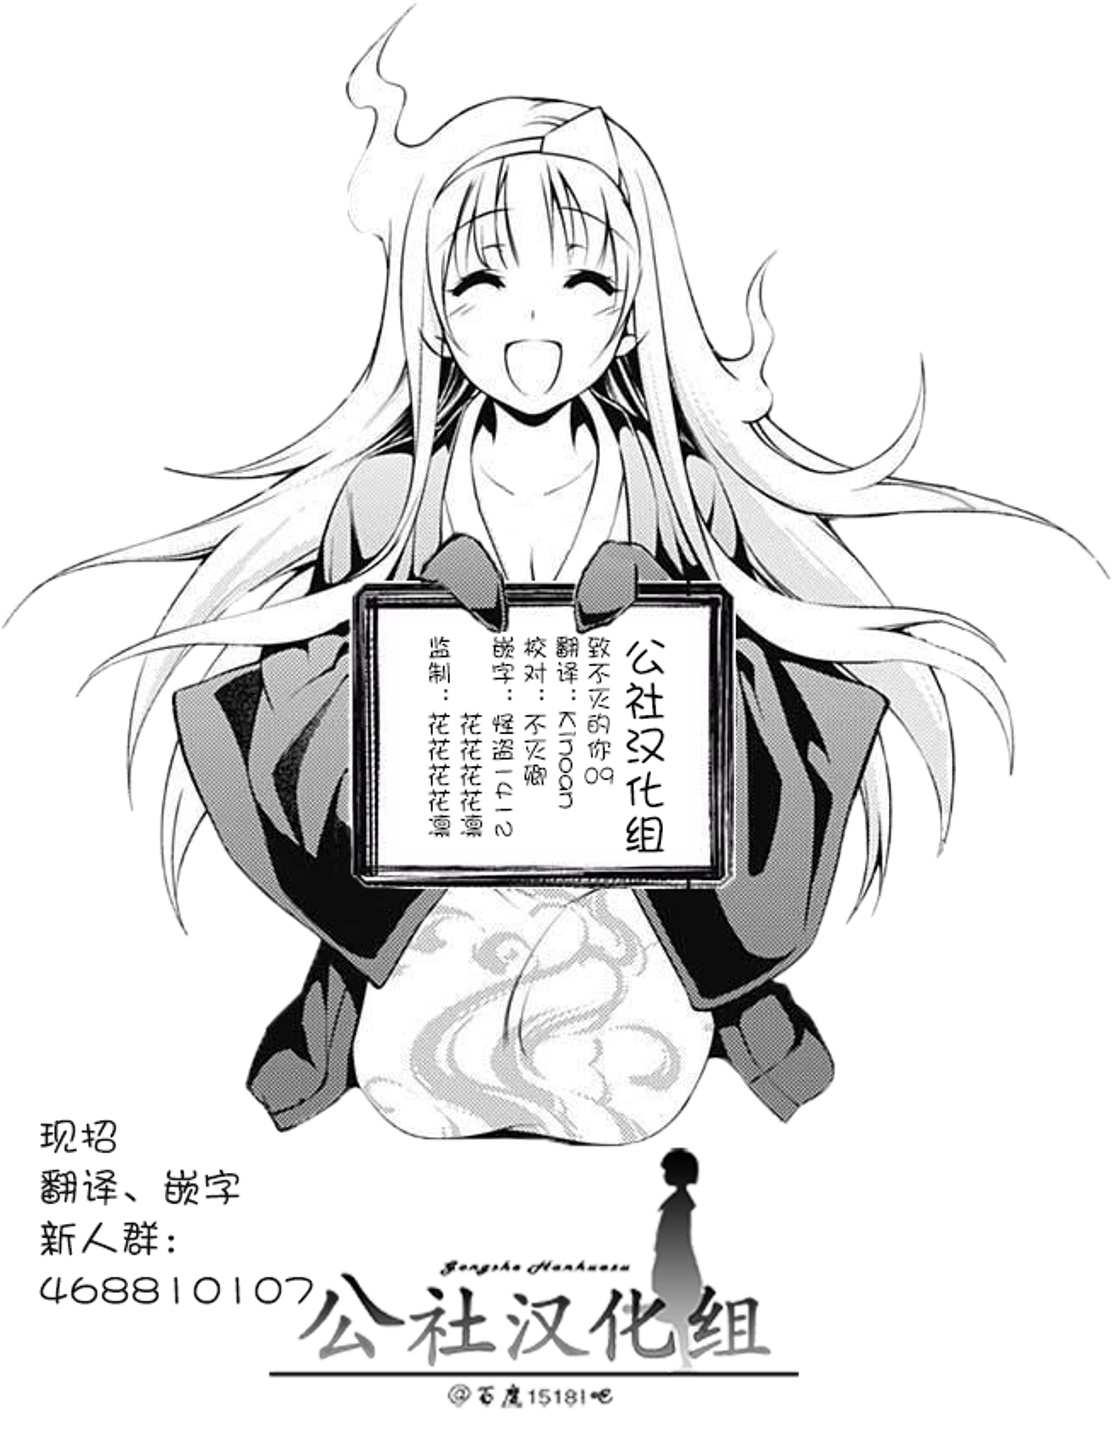 公社汉化组
致不灭的你09
翻译：Kinoan
校对：不灭卿
嵌字：怪盗1412
花花花花凛
监制：花花花花凛
现招
翻译、嵌字
新人群：
468810107
Gongshe Hanhuazu
公社汉化组
@百度15181吧